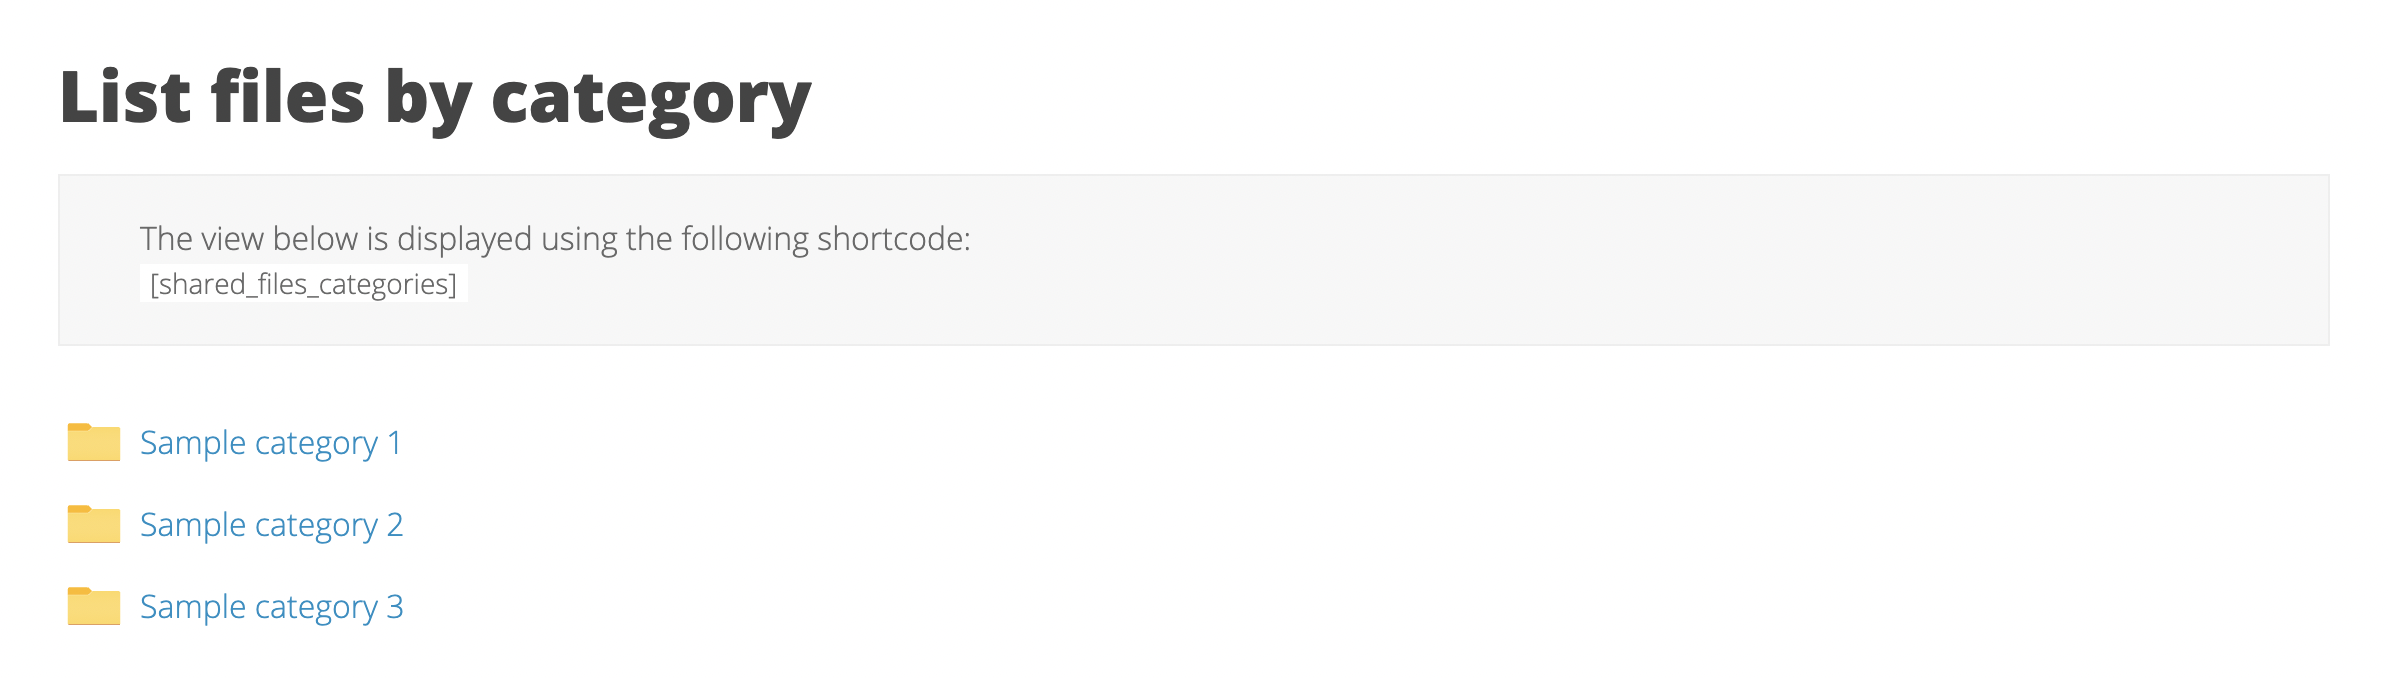 List files by category
The view below is displayed using the following shortcode:
[shared_files_categories]
Sample category 1
Sample category 2
Sample category 3